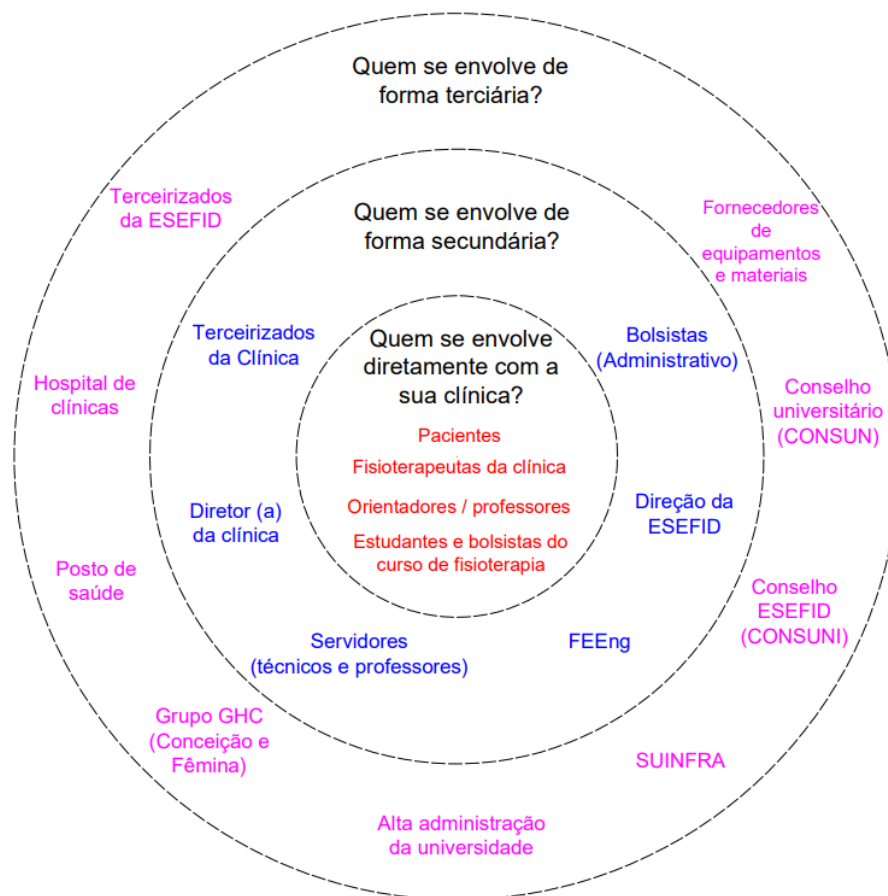 Quem se envolve de
forma terciária?
Terceirizados
da ESEFID
Fornecedores
de
equipamentos
e materiais
Hospital de
clínicas
Conselho
universitário
(CONSUN)
Posto de
saúde
Conselho
ESEFID
(CONSUNI)
Grupo GHC
(Conceição e
Fêmina)
SUINFRA
Alta administração
da universidade
Quem se envolve de
forma secundária?
Terceirizados
da Clínica
Bolsistas
(Administrativo)
Diretor (a)
da clínica
Direção da
ESEFID
Servidores
(técnicos e professores)
FEEng
Quem se envolve
diretamente com a
sua clínica?
Pacientes
Fisioterapeutas da clínica
Orientadores / professores
Estudantes e bolsistas do
curso de fisioterapia